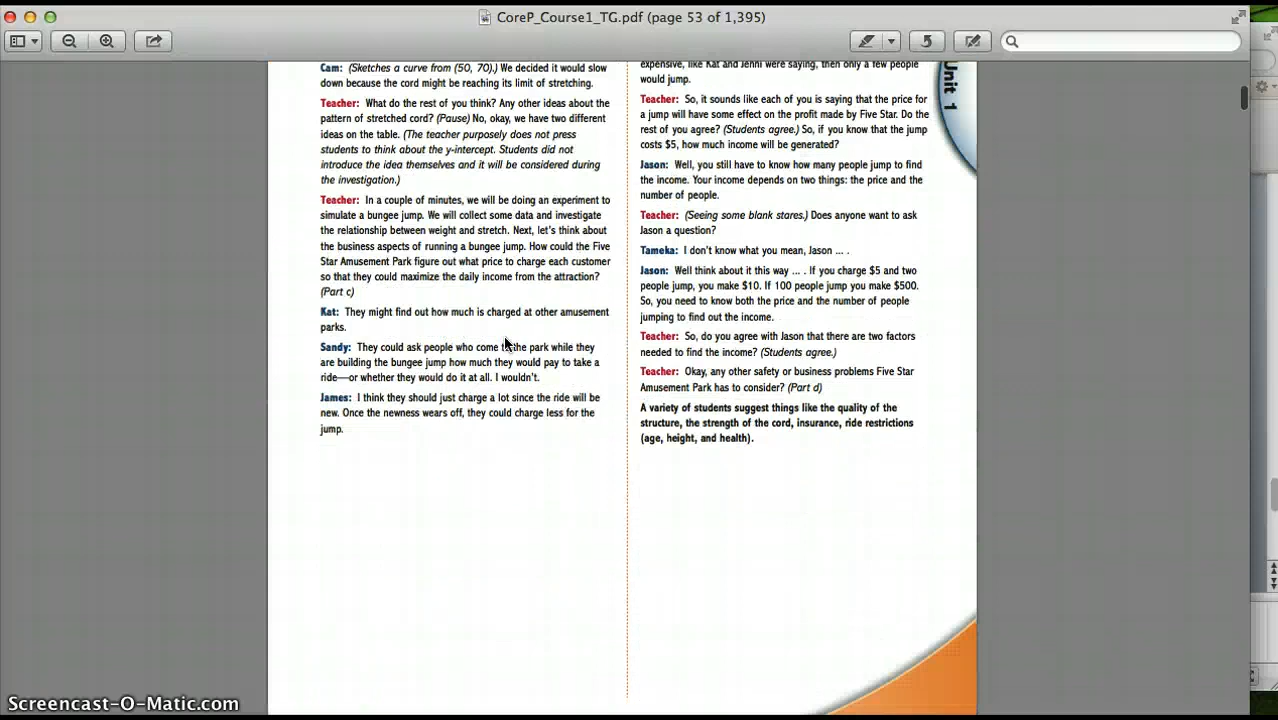 CoreP_Course1_TG.pdf (page 53 of 1,395)
Cam: (Sketches a curve from (50, 70).) We decided it would slow
down because the cord might be reaching its limit of stretching.
Teacher: What do the rest of you think? Any other ideas about the
pattern of stretched cord? (Pause) No, okay, we have two different
ideas on the table. (The teacher purposely does not press
students to think about the y-intercept. Students did not
introduce the idea themselves and it will be considered during
the investigation.)
Teacher: In a couple of minutes, we will be doing an experiment to
simulate a bungee jump. We will collect some data and investigate
the relationship between weight and stretch. Next, let's think about
the business aspects of running a bungee jump. How could the Five
Star Amusement Park figure out what price to charge each customer
so that they could maximize the daily income from the attraction?
(Part c)
Kat: They might find out how much is charged at other amusement
parks.
Sandy: They could ask people who come to the park while they
are building the bungee jump how much they would pay to take a
ride—or whether they would do it at all. I wouldn't.
James: I think they should just charge a lot since the ride will be
new. Once the newness wears off, they could charge less for the
jump.
expensive, like Kat and Jenni were saying, then only a few people
would jump.
Teacher: So, it sounds like each of you is saying that the price for
a jump will have some effect on the profit made by Five Star. Do the
rest of you agree? (Students agree.) So, if you know that the jump
costs $5, how much income will be generated?
Jason: Well, you still have to know how many people jump to find
the income. Your income depends on two things: the price and the
number of people.
Teacher: (Seeing some blank stares.) Does anyone want to ask
Jason a question?
Tameka: I don't know what you mean, Jason ... .
Jason: Well think about it this way ... . If you charge $5 and two
people jump, you make $10. If 100 people jump you make $500.
So, you need to know both the price and the number of people
jumping to find out the income.
Teacher: So, do you agree with Jason that there are two factors
needed to find the income? (Students agree.)
Teacher: Okay, any other safety or business problems Five Star
Amusement Park has to consider? (Part d)
A variety of students suggest things like the quality of the
structure, the strength of the cord, insurance, ride restrictions
(age, height, and health).
Unit 1
Screencast-O-Matic.com